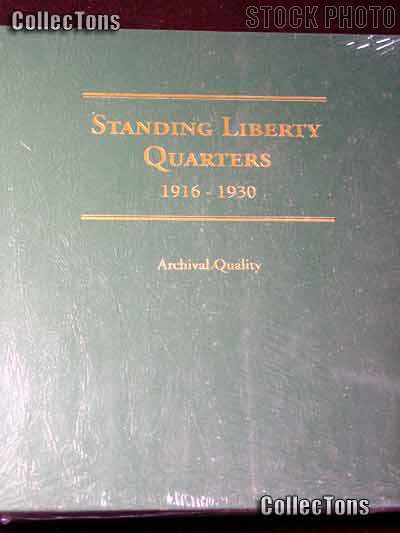 CollecTons
STOCK PHOTO
STANDING LIBERTY
QUARTERS
1916 - 1930
Archival Quality
CollecTons